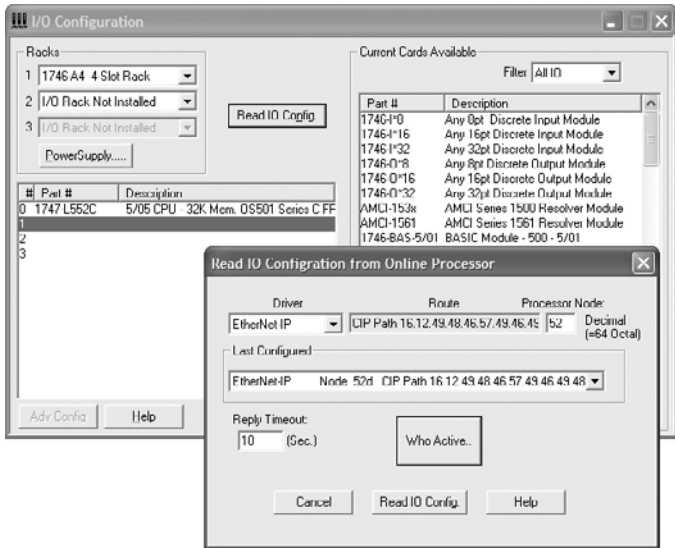 I/O Configuration
Racks
1 1746 A4 4-Slot Rack
2 I/O Rack Not Installed
3 I/O Rack Not Installed
PowerSupply.....
Read IO Config
Current Cards Available
Filter All IO
Part # Description
1746-I*8 Any 8pt Discrete Input Module
1746-I*16 Any 16pt Discrete Input Module
1746-I*32 Any 32pt Discrete Input Module
1746-O*8 Any 8pt Discrete Output Module
1746-O*16 Any 16pt Discrete Output Module
1746-O*32 Any 32pt Discrete Output Module
AMCI-153x AMCI Series 1500 Resolver Module
AMCI-1561 AMCI Series 1561 Resolver Module
1746-BAS-5/01 BASIC Module - 500 - 5/01
# Part # Description
0 1747 L552C 5/05 CPU - 32K Mem. OS501 Series C FF
1
2
3
Adv Config
Help
Read IO Configration from Online Processor
Driver Route Processor Node:
EtherNet-IP CIP Path 16.12.49.48.46.57.49.46.49 52 Decimal
(=64 Octal)
Last Configured
EtherNet-IP Node 52d CIP Path 16.12.49.48.46.57.49.46.49.48
Reply Timeout:
10 (Sec.)
Who Active..
Cancel
Read IO Config.
Help